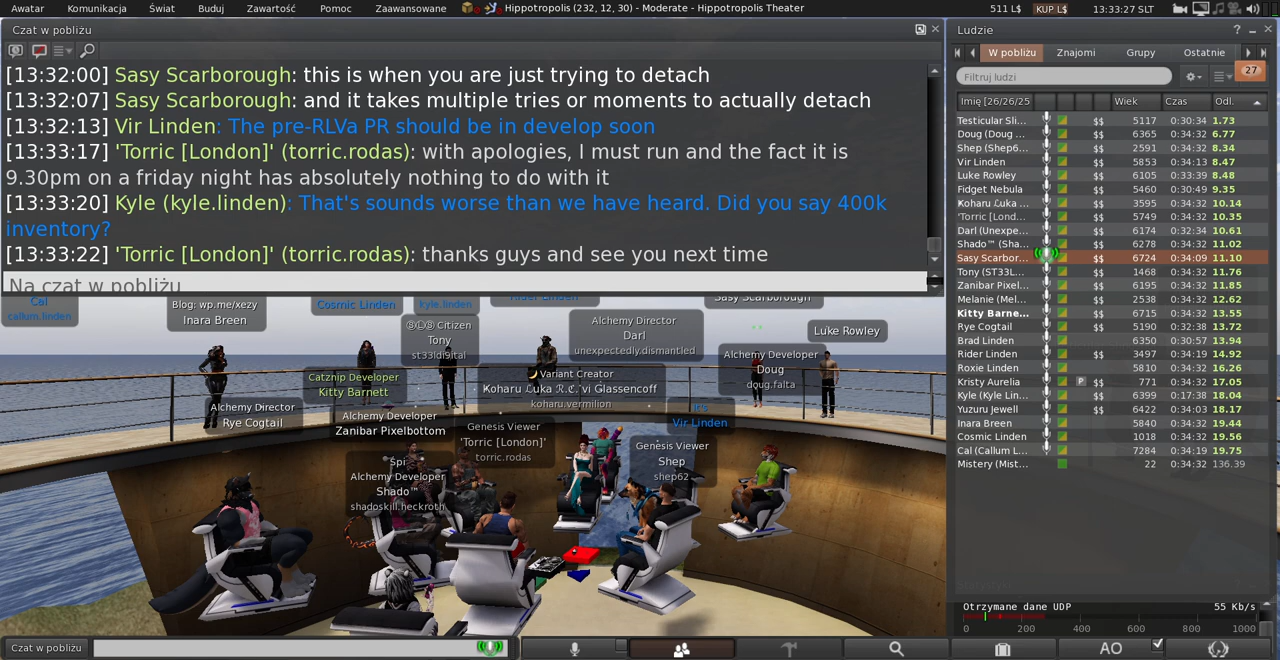 Awatar Komunikacja Świat Buduj Zawartość Pomoc Zaawansowane Hippotropolis (232, 12, 30) - Moderate - Hippotropolis Theater 511 L$ KUP L$ 13:33:27 SLT
Czat w pobliżu
[13:32:00] Sasy Scarborough: this is when you are just trying to detach
[13:32:07] Sasy Scarborough: and it takes multiple tries or moments to actually detach
[13:32:13] Vir Linden: The pre-RLVa PR should be in develop soon
[13:33:17] 'Torric [London]' (torric.rodas): with apologies, I must run and the fact it is
9.30pm on a friday night has absolutely nothing to do with it
[13:33:20] Kyle (kyle.linden): That's sounds worse than we have heard. Did you say 400k
inventory?
[13:33:22] 'Torric [London]' (torric.rodas): thanks guys and see you next time
Na czat w pobliżu
Cal
callum.linden
Blog: wp.me/xezy
Inara Breen
Cosmic Linden
kyle.linden
Rider Linden
Sasy Scarborough
ⓈⓁⓈ Citizen
Tony
st33ldi9ital
Alchemy Director
Darl
unexpectedly.dismantled
Luke Rowley
Alchemy Developer
Doug
doug.falta
Catznip Developer
Kitty Barnett
Variant Creator
Koharu Luka ℛ.ℭ.'vi Glassencoff
koharu.vermilion
Alchemy Director
Rye Cogtail
Alchemy Developer
Zanibar Pixelbottom
It's
Vir Linden
Genesis Viewer
'Torric [London]'
torric.rodas
Genesis Viewer
Shep
shep62
Spi
Alchemy Developer
Shado™
shadoskill.heckroth
Czat w pobliżu
AO
Ludzie
W pobliżu Znajomi Grupy Ostatnie
Filtruj ludzi
27
Imię [26/26/25 Wiek Czas Odl.
Testicular Sli... 5117 0:30:34 1.73
Doug (Doug ... $$ 6365 0:34:32 6.77
Shep (Shep6... $$ 2591 0:34:32 8.34
Vir Linden $$ 5853 0:34:13 8.47
Luke Rowley $$ 6105 0:33:39 8.48
Fidget Nebula $$ 5460 0:30:49 9.35
Koharu Łuka ... $$ 3595 0:34:32 10.14
'Torric [Lond... $$ 5749 0:34:32 10.35
Darl (Unexpe... $$ 6174 0:32:34 10.61
Shado™ (Sha... $$ 6278 0:34:32 11.02
Sasy Scarbor... $$ 6724 0:34:09 11.10
Tony (ST33L... $$ 1468 0:34:32 11.76
Zanibar Pixel... $$ 6195 0:34:32 11.85
Melanie (Mel... $$ 2538 0:34:32 12.62
Kitty Barne... $$ 6715 0:34:32 13.55
Rye Cogtail $$ 5190 0:32:38 13.72
Brad Linden 6350 0:30:57 13.94
Rider Linden $$ 3497 0:34:19 14.92
Roxie Linden 5810 0:34:32 16.26
Kristy Aurelia P $$ 771 0:34:32 17.05
Kyle (Kyle Lin... $$ 6399 0:17:38 18.04
Yuzuru Jewell $$ 6422 0:34:03 18.17
Inara Breen 5840 0:34:32 19.44
Cosmic Linden 1018 0:34:32 19.56
Cal (Callum L... 7284 0:34:19 19.75
Mistery (Mist... 22 0:34:32 136.39
Otrzymane dane UDP 55 Kb/s
0 200 400 600 800 1000